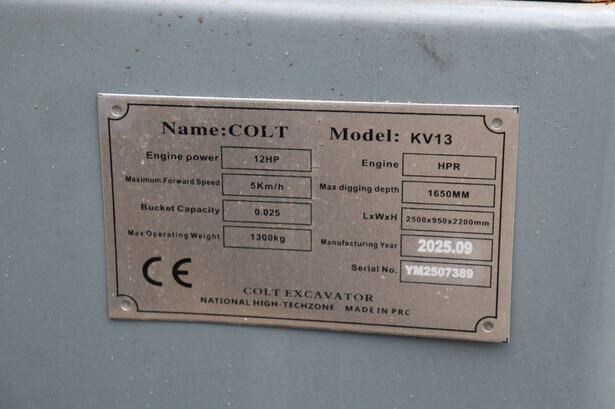 Name:COLT Model: KV13
Engine power 12HP Engine HPR
Maximum Forward Speed 5Km/h Max digging depth 1650MM
Bucket Capacity 0.025 LxWxH 2500x950x2200mm
Max Operating Weight 1300kg Manufacturing Year 2025.09
Serial No. YM2507389
CE
COLT EXCAVATOR
NATIONAL HIGH-TECHZONE MADE IN PRC